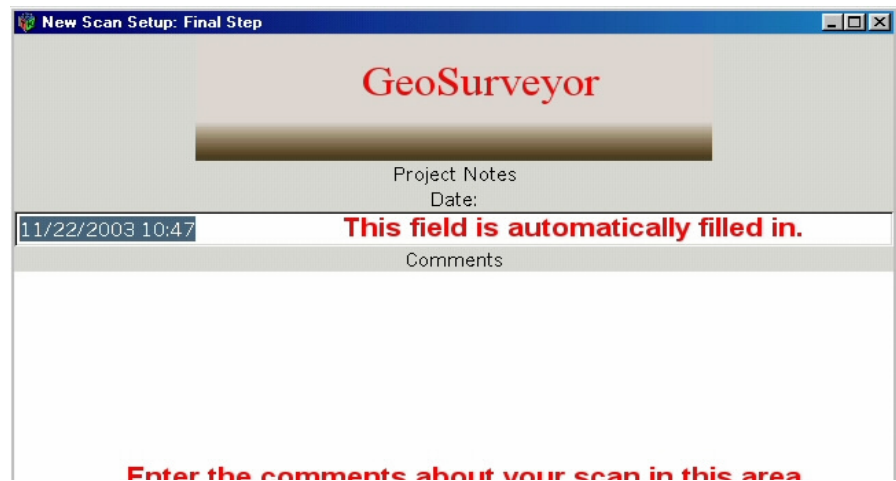 New Scan Setup: Final Step
GeoSurveyor
Project Notes
Date:
11/22/2003 10:47 This field is automatically filled in.
Comments
Enter the comments about your scan in this area